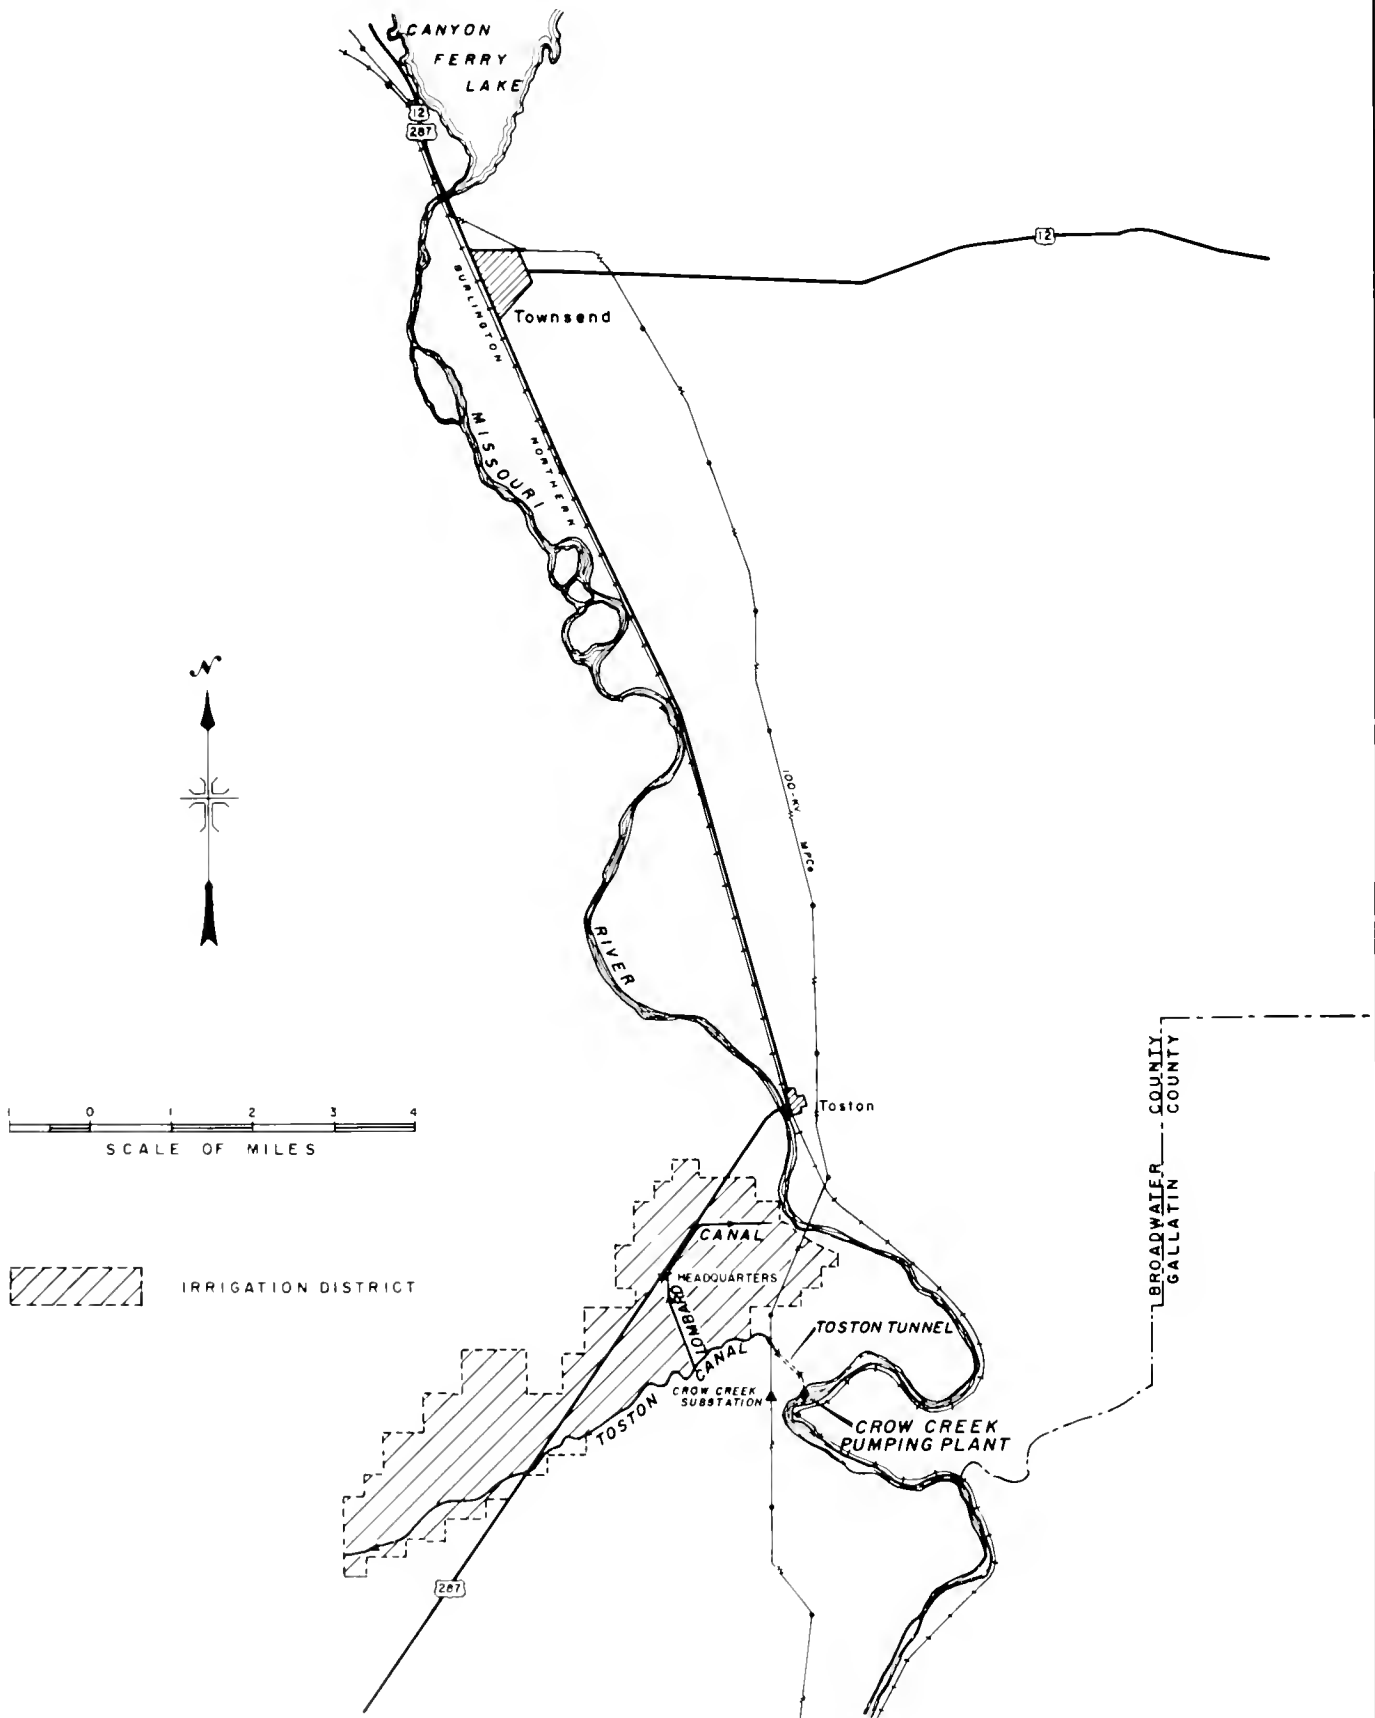 CANYON
FERRY
LAKE
12
287
12
BURLINGTON
Townsend
MISSOURI
NORTHERN
N
100-KV
MPCo
RIVER
1 0 1 2 3 4
SCALE OF MILES
Toston
BROADWATER COUNTY
GALLATIN COUNTY
CANAL
HEADQUARTERS
IRRIGATION DISTRICT
LOMBARD
TOSTON TUNNEL
TOSTON CANAL
CROW CREEK
SUBSTATION
CROW CREEK
PUMPING PLANT
287